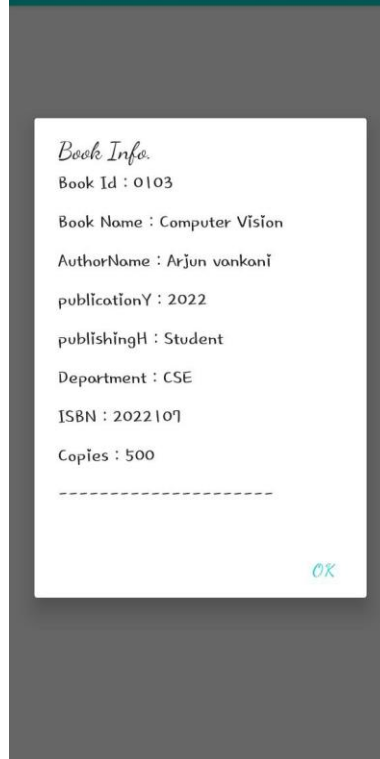 Book Info.
Book Id : 0103
Book Name : Computer Vision
AuthorName : Arjun vankani
publicationY : 2022
publishingH : Student
Department : CSE
ISBN : 2022107
Copies : 500
---------------------
OK